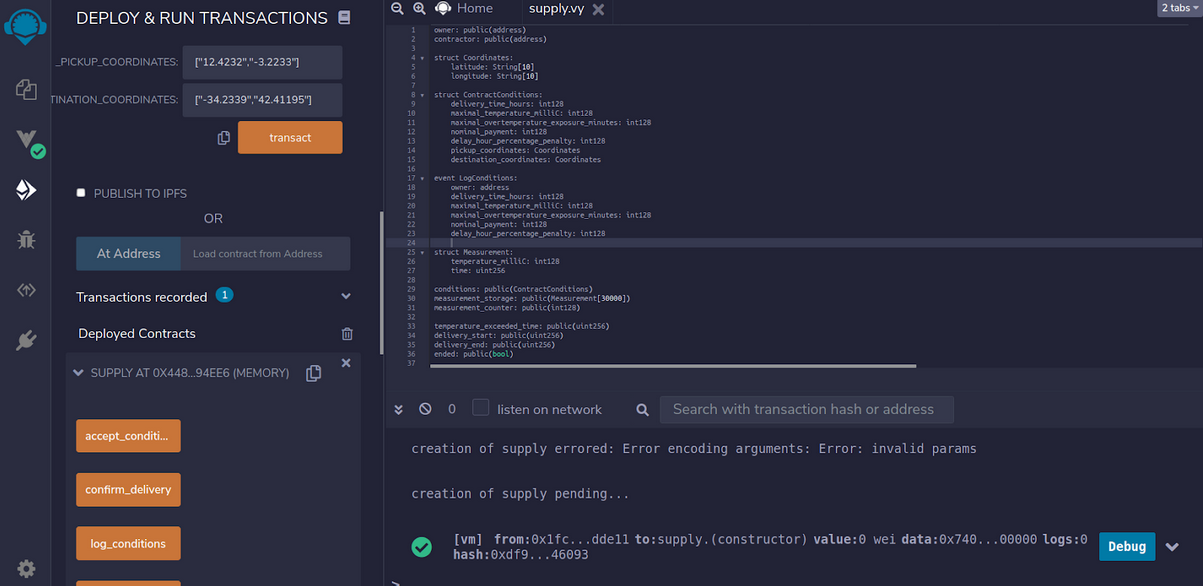 DEPLOY & RUN TRANSACTIONS
_PICKUP_COORDINATES:
["12.4232","-3.2233"]
TINATION_COORDINATES:
["-34.2339","42.41195"]
transact
PUBLISH TO IPFS
OR
At Address
Load contract from Address
Transactions recorded 1
Deployed Contracts
SUPPLY AT 0X448...94EE6 (MEMORY)
accept_conditi...
confirm_delivery
log_conditions
Home
supply.vy
2 tabs
1 owner: public(address)
2 contractor: public(address)
3
4 struct Coordinates:
5 latitude: String[10]
6 longitude: String[10]
7
8 struct ContractConditions:
9 delivery_time_hours: int128
10 maximal_temperature_milliC: int128
11 maximal_overtemperature_exposure_minutes: int128
12 nominal_payment: int128
13 delay_hour_percentage_penalty: int128
14 pickup_coordinates: Coordinates
15 destination_coordinates: Coordinates
16
17 event LogConditions:
18 owner: address
19 delivery_time_hours: int128
20 maximal_temperature_milliC: int128
21 maximal_overtemperature_exposure_minutes: int128
22 nominal_payment: int128
23 delay_hour_percentage_penalty: int128
24
25 struct Measurement:
26 temperature_milliC: int128
27 time: uint256
28
29 conditions: public(ContractConditions)
30 measurement_storage: public(Measurement[30000])
31 measurement_counter: public(int128)
32
33 temperature_exceeded_time: public(uint256)
34 delivery_start: public(uint256)
35 delivery_end: public(uint256)
36 ended: public(bool)
37
0
listen on network
Search with transaction hash or address
creation of supply errored: Error encoding arguments: Error: invalid params
creation of supply pending...
[vm] from:0x1fc...dde11 to:supply.(constructor) value:0 wei data:0x740...00000 logs:0
hash:0xdf9...46093
Debug
>